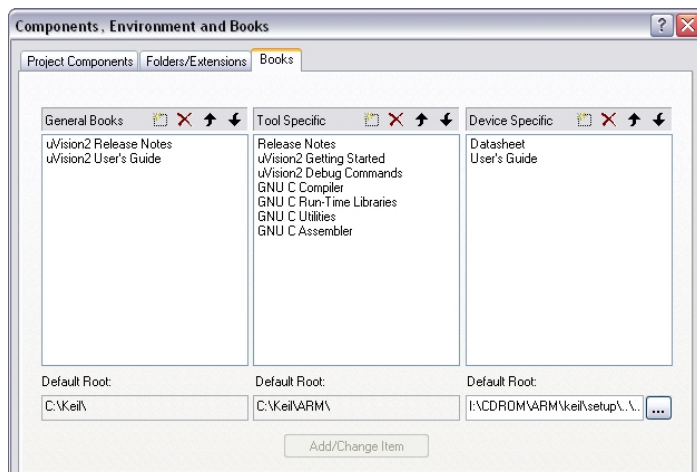 Components, Environment and Books
Project Components Folders/Extensions Books
General Books
uVision2 Release Notes
uVision2 User's Guide
Default Root:
C:\Keil\
Tool Specific
Release Notes
uVision2 Getting Started
uVision2 Debug Commands
GNU C Compiler
GNU C Run-Time Libraries
GNU C Utilities
GNU C Assembler
Default Root:
C:\Keil\ARM\
Device Specific
Datasheet
User's Guide
Default Root:
I:\CDROM\ARM\keil\setup\..\..
...
Add/Change Item